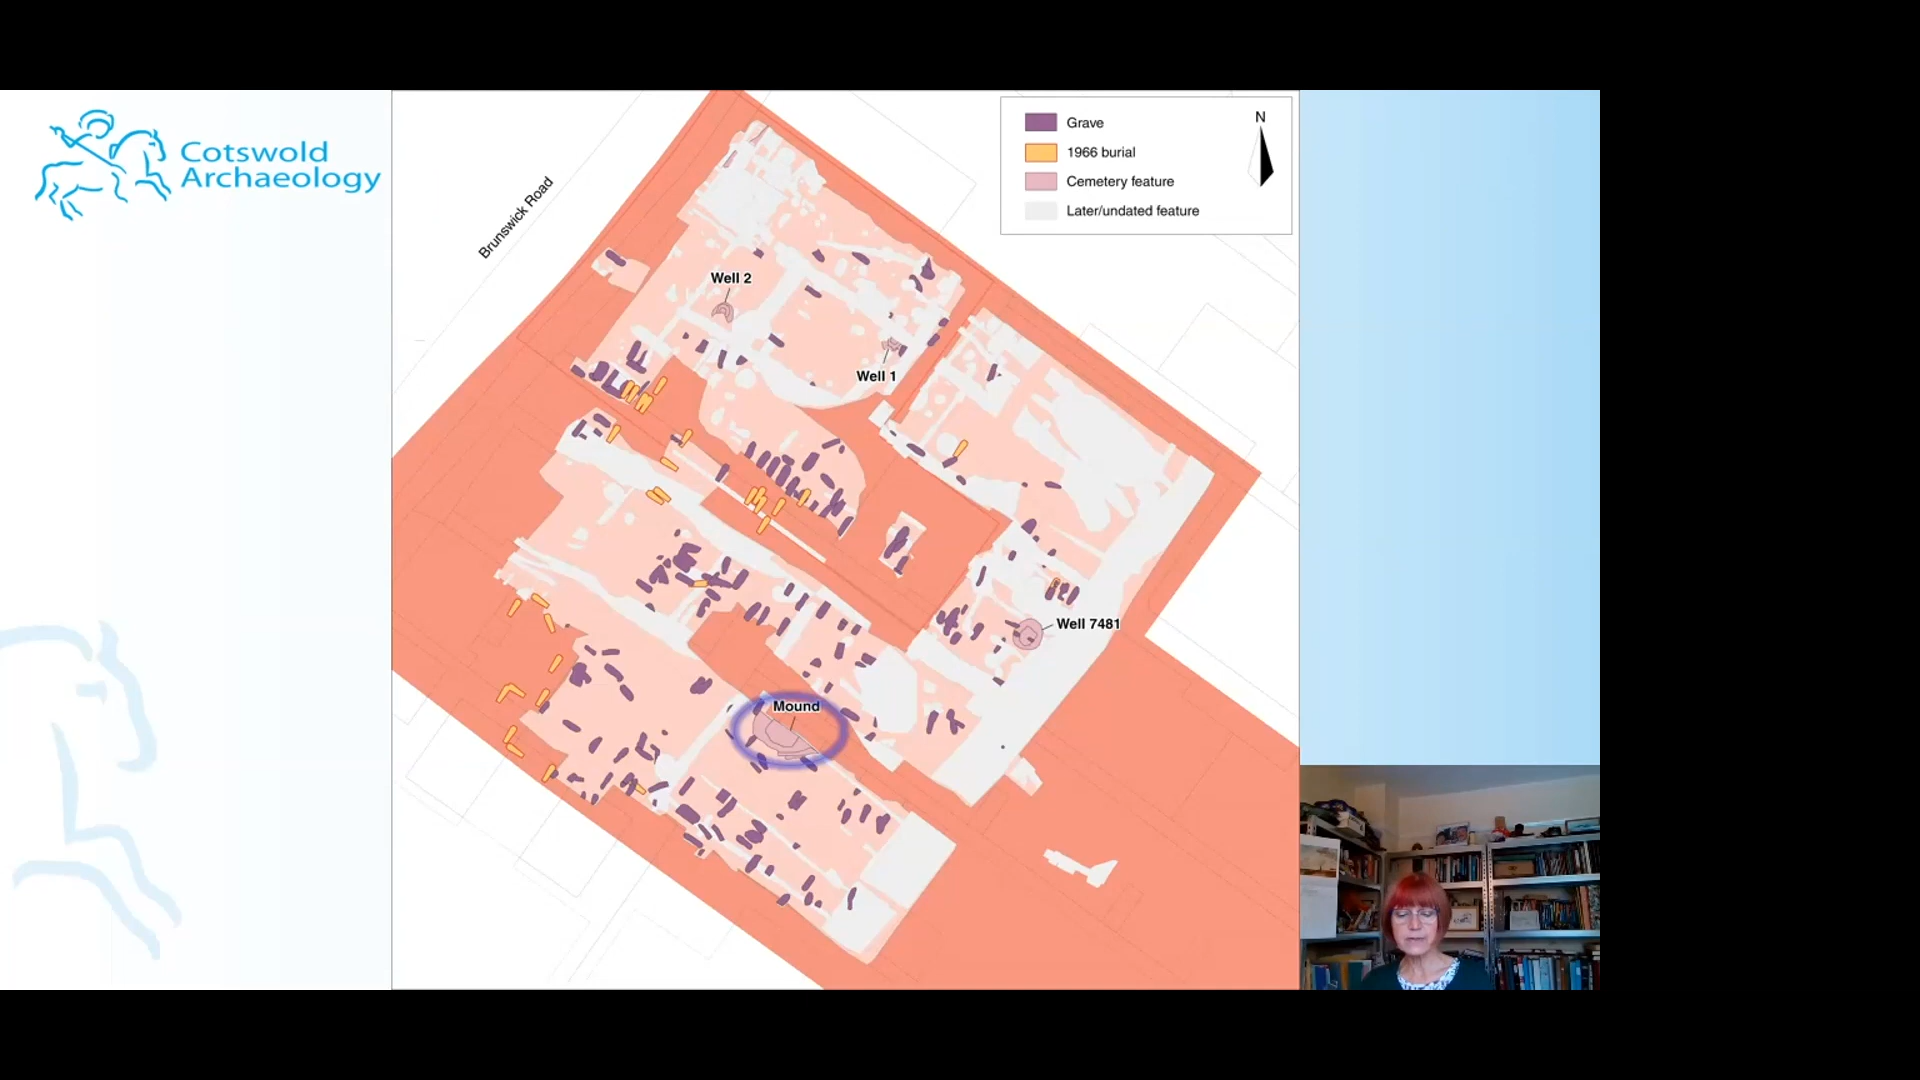 Cotswold
Archaeology
Brunswick Road
Grave
1966 burial
Cemetery feature
Later/undated feature
N
Well 2
Well 1
Well 7481
Mound